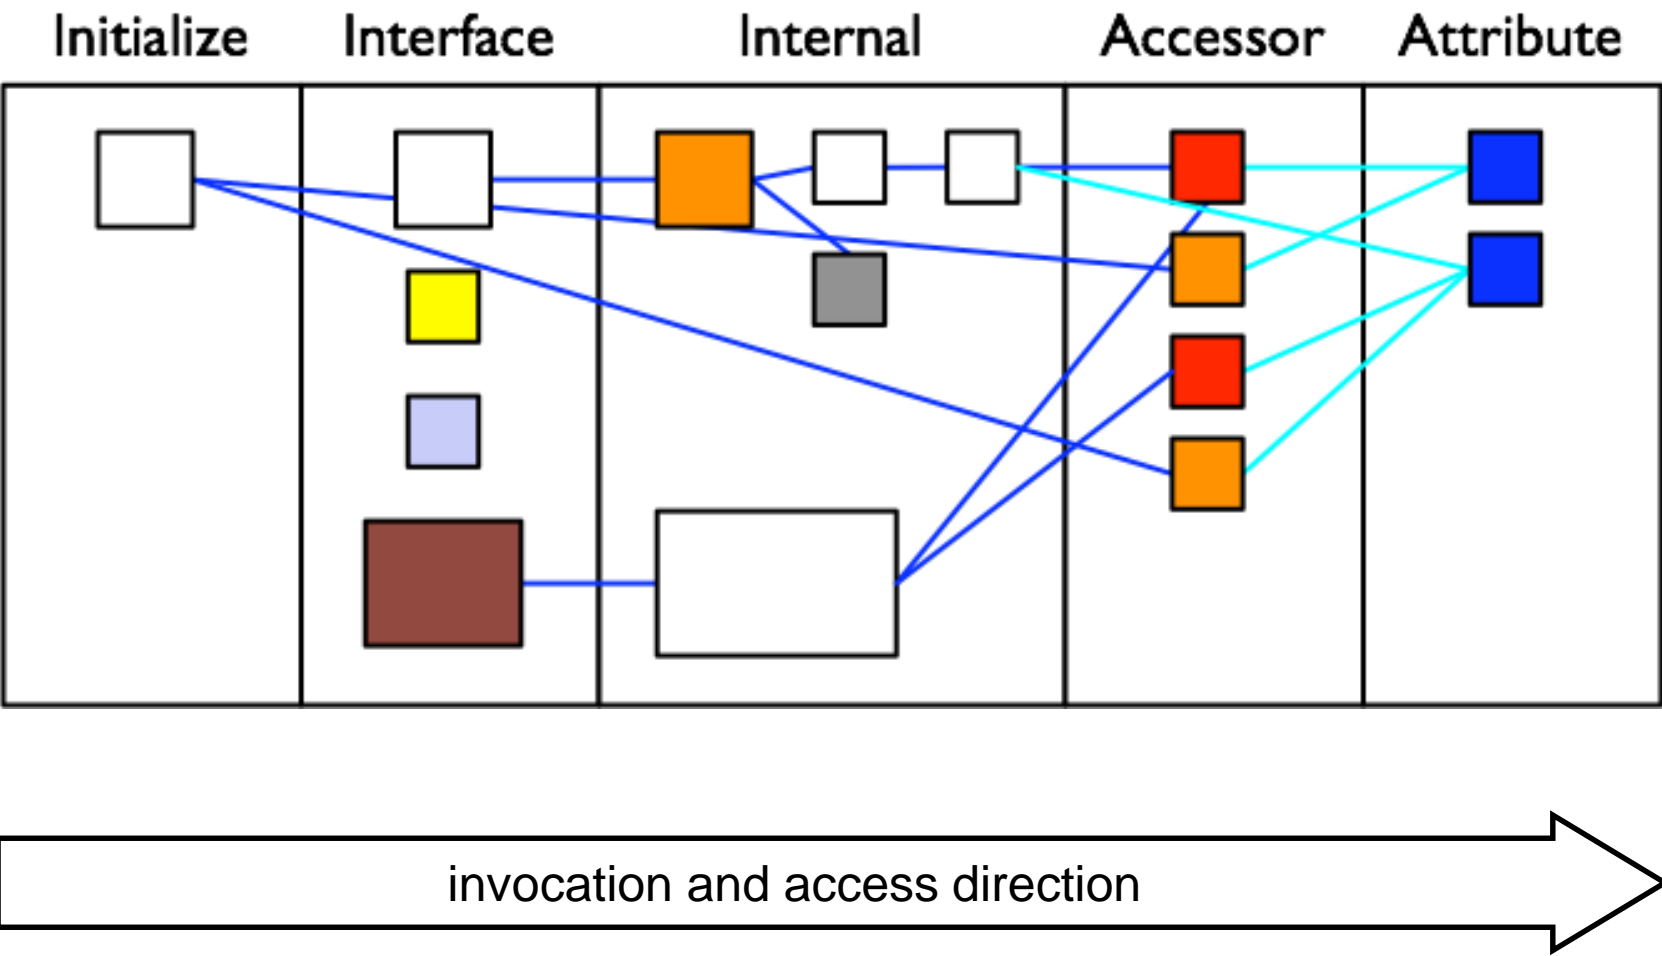 Initialize Interface Internal Accessor Attribute
invocation and access direction